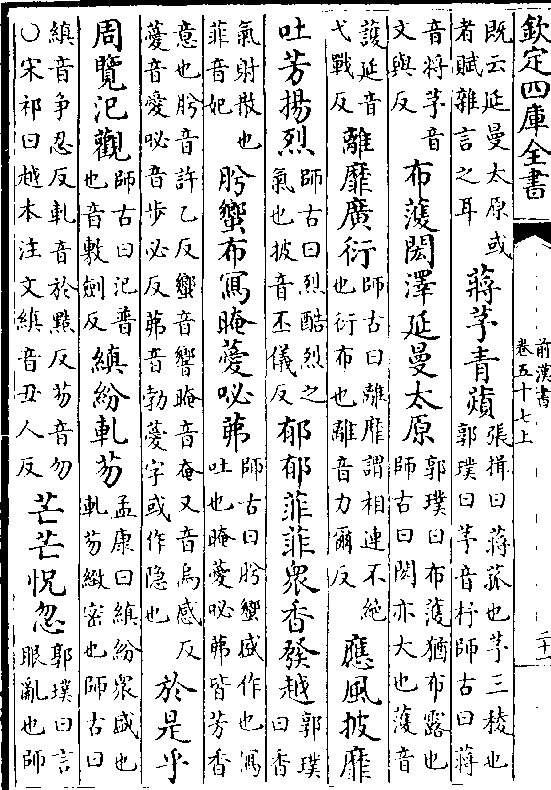 欽定四庫全書
前漢書
卷五十七上
二十一
既云延曼太原或
者賦雜言之耳
蔣芧青薠
張揖曰蔣菰也芧三稜也
郭璞曰芧音杼師古曰蔣
音將芧音
文與反
布濩閎澤延曼太原
郭璞曰布濩猶布露也
師古曰閎亦大也濩音
護延音
弋戰反
離靡廣衍
師古曰離靡謂相連不絶
也衍布也離音力爾反
應風披靡
吐芳揚烈
師古曰烈酷烈之
氣也披音丕儀反
郁郁菲菲衆香發越
郭璞
曰香
氣射散也
菲音妃
肸蠁布寫晻薆咇茀
師古曰肸蠁盛作也寫
吐也晻薆咇茀皆芳香
意也肸音許乙反蠁音響晻音奄又音烏感反
薆音愛咇音步必反茀音勃薆字或作隠也
於是乎
周覽氾觀
師古曰氾普
也音敷劍反
縝紛軋芴
孟康曰縝紛衆盛也
軋芴緻密也師古曰
縝音爭忍反軋音於黠反芴音勿
○宋祁曰越本注文縝音丑人反
芒芒怳忽
郭璞曰言
眼亂也師